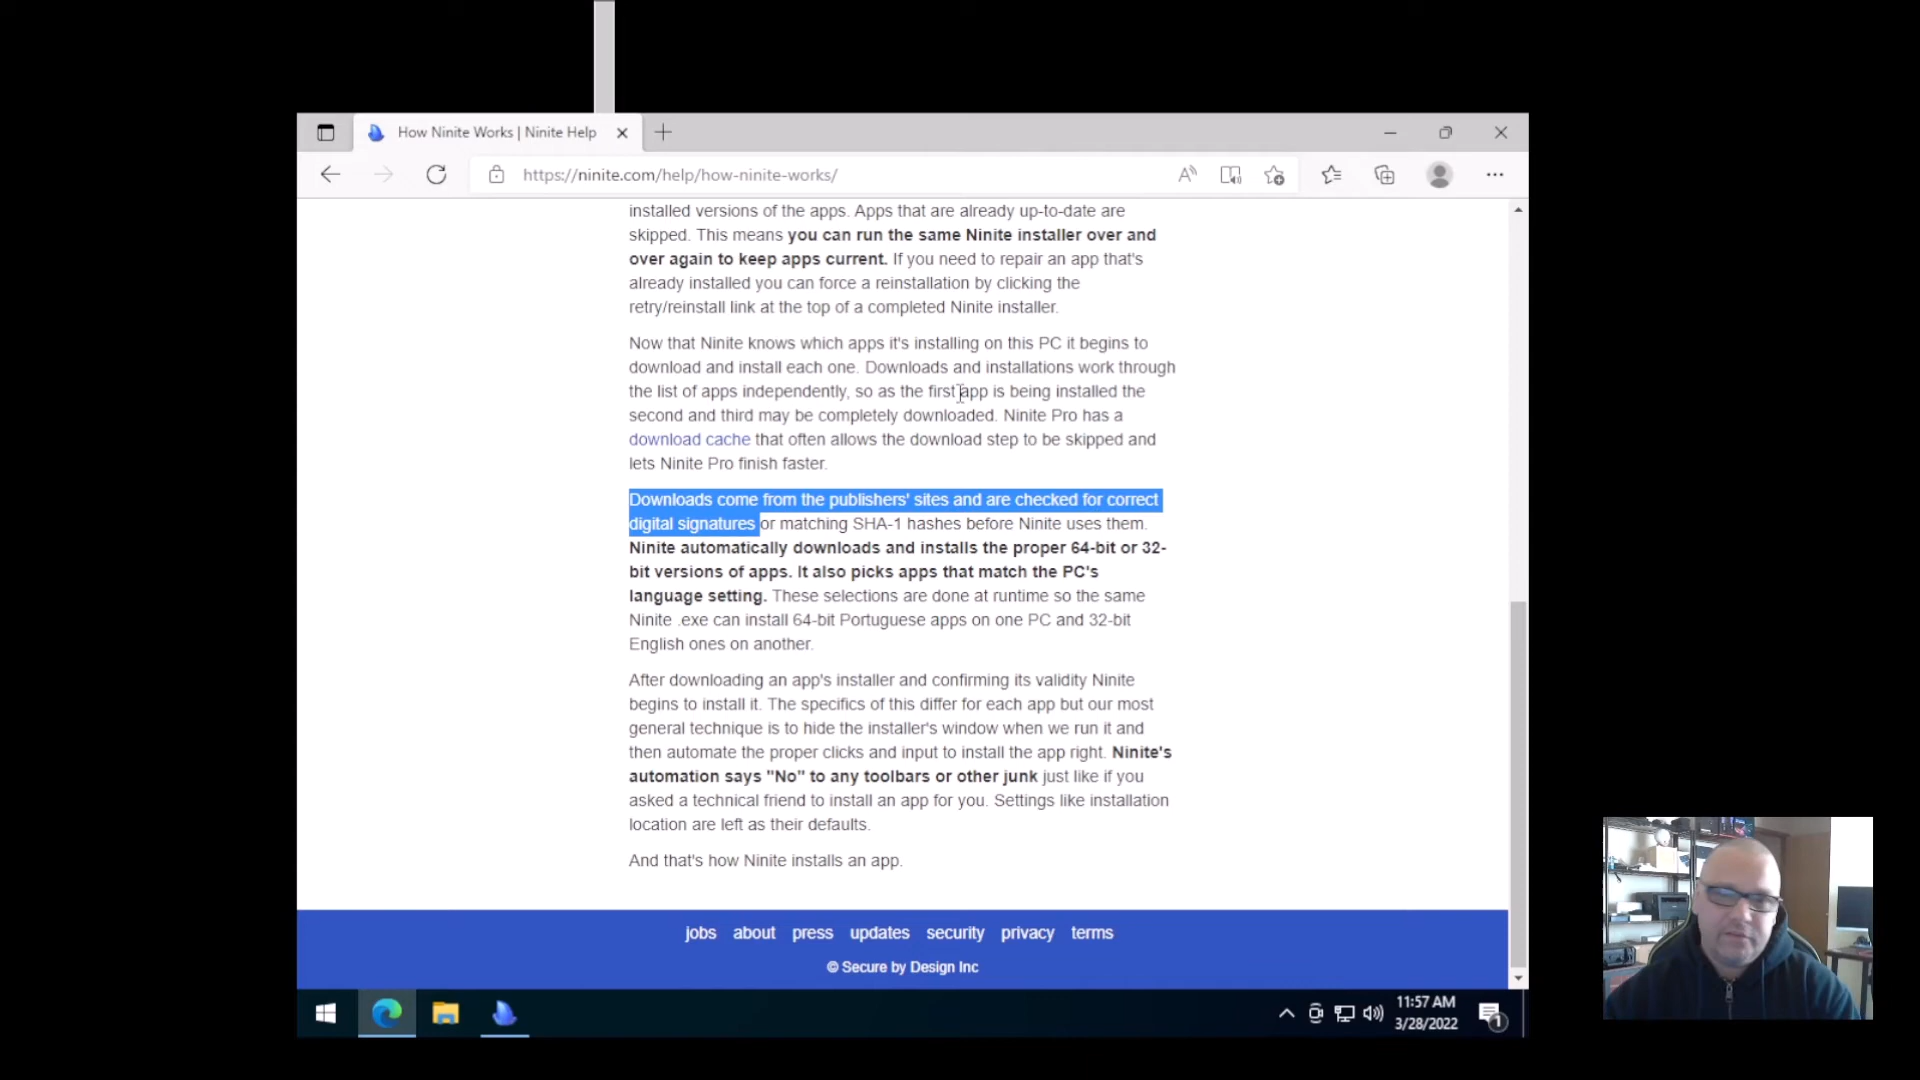 How Ninite Works | Ninite Help
https://ninite.com/help/how-ninite-works/
installed versions of the apps. Apps that are already up-to-date are
skipped. This means you can run the same Ninite installer over and
over again to keep apps current. If you need to repair an app that's
already installed you can force a reinstallation by clicking the
retry/reinstall link at the top of a completed Ninite installer.
Now that Ninite knows which apps it's installing on this PC it begins to
download and install each one. Downloads and installations work through
the list of apps independently, so as the first app is being installed the
second and third may be completely downloaded. Ninite Pro has a
download cache that often allows the download step to be skipped and
lets Ninite Pro finish faster.
Downloads come from the publishers' sites and are checked for correct
digital signatures or matching SHA-1 hashes before Ninite uses them.
Ninite automatically downloads and installs the proper 64-bit or 32-
bit versions of apps. It also picks apps that match the PC's
language setting. These selections are done at runtime so the same
Ninite .exe can install 64-bit Portuguese apps on one PC and 32-bit
English ones on another.
After downloading an app's installer and confirming its validity Ninite
begins to install it. The specifics of this differ for each app but our most
general technique is to hide the installer's window when we run it and
then automate the proper clicks and input to install the app right. Ninite's
automation says "No" to any toolbars or other junk just like if you
asked a technical friend to install an app for you. Settings like installation
location are left as their defaults.
And that's how Ninite installs an app.
jobs about press updates security privacy terms
© Secure by Design Inc
11:57 AM
3/28/2022
1